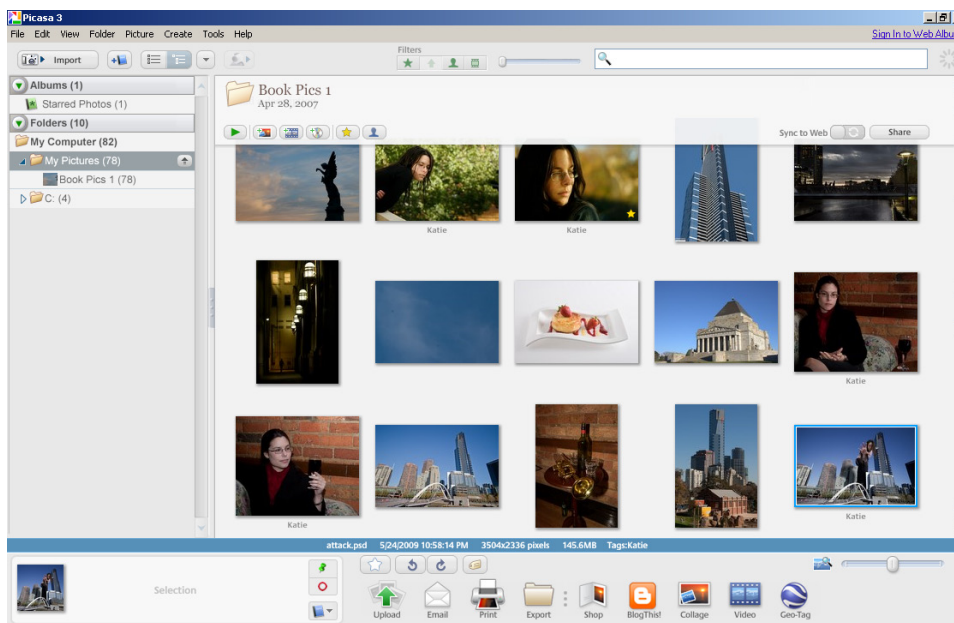 Picasa 3
File Edit View Folder Picture Create Tools Help
Sign In to Web Albu
Import
Filters
Albums (1)
Starred Photos (1)
Folders (10)
My Computer (82)
My Pictures (78)
Book Pics 1 (78)
C: (4)
Book Pics 1
Apr 28, 2007
Sync to Web
Share
Katie
Katie
Katie
Katie
Katie
attack.psd 5/24/2009 10:58:14 PM 3504x2336 pixels 145.6MB Tags:Katie
Selection
Upload Email Print Export Shop BlogThis! Collage Video Geo-Tag